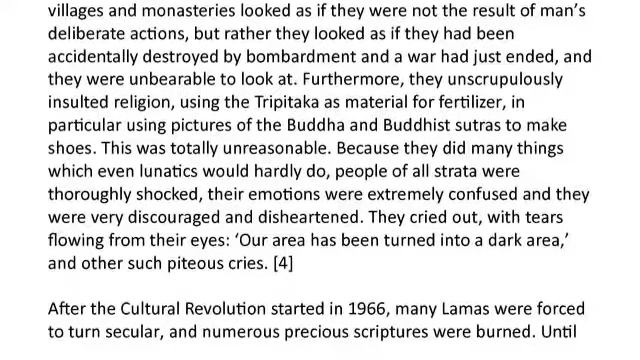 villages and monasteries looked as if they were not the result of man’s
deliberate actions, but rather they looked as if they had been
accidentally destroyed by bombardment and a war had just ended, and
they were unbearable to look at. Furthermore, they unscrupulously
insulted religion, using the Tripitaka as material for fertilizer, in
particular using pictures of the Buddha and Buddhist sutras to make
shoes. This was totally unreasonable. Because they did many things
which even lunatics would hardly do, people of all strata were
thoroughly shocked, their emotions were extremely confused and they
were very discouraged and disheartened. They cried out, with tears
flowing from their eyes: ‘Our area has been turned into a dark area,’
and other such piteous cries. [4]

After the Cultural Revolution started in 1966, many Lamas were forced
to turn secular, and numerous precious scriptures were burned. Until